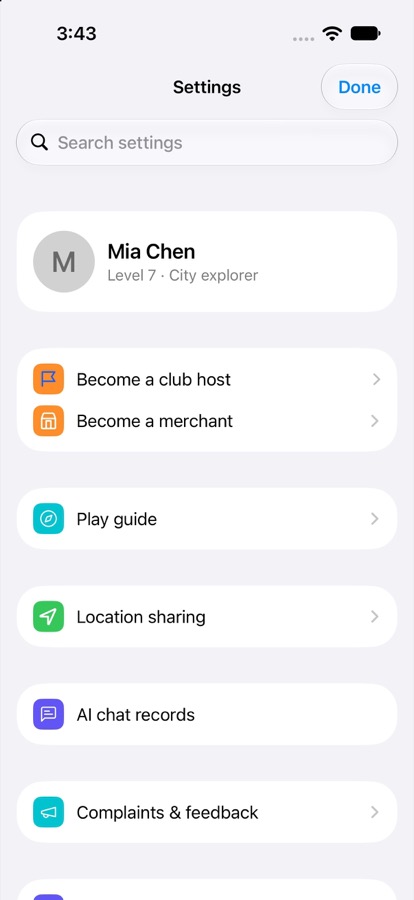 3:43
Settings
Done
Search settings
M
Mia Chen
Level 7 · City explorer
Become a club host
Become a merchant
Play guide
Location sharing
AI chat records
Complaints & feedback